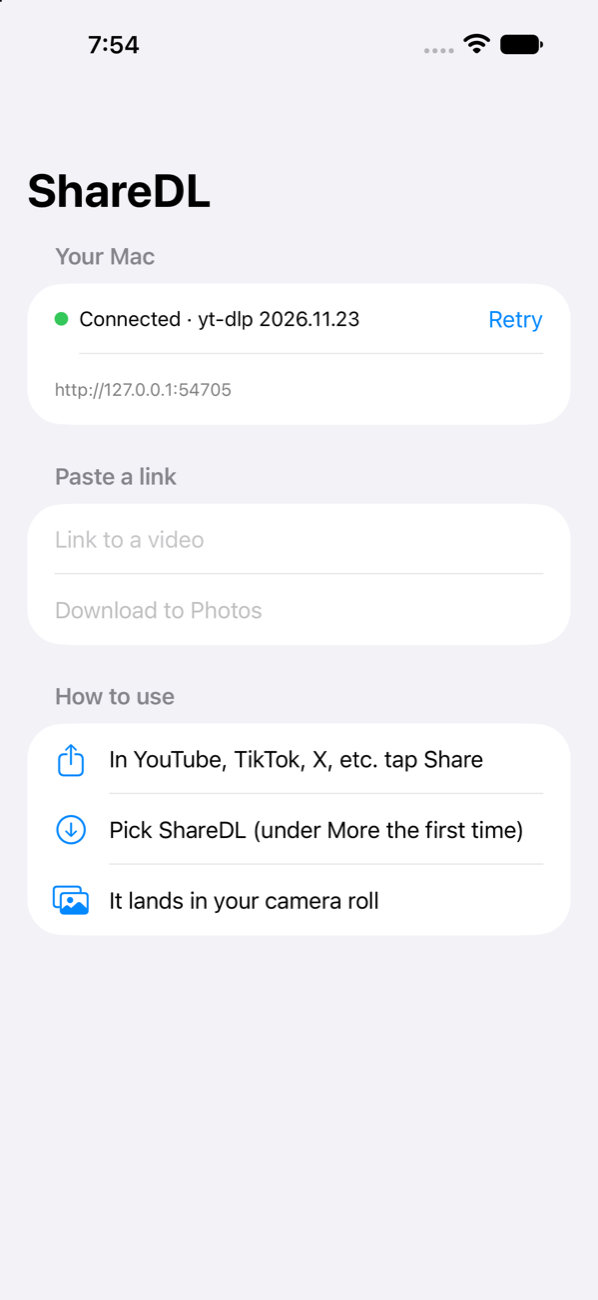 7:54
ShareDL
Your Mac
Connected · yt-dlp 2026.11.23
Retry
http://127.0.0.1:54705
Paste a link
Link to a video
Download to Photos
How to use
In YouTube, TikTok, X, etc. tap Share
Pick ShareDL (under More the first time)
It lands in your camera roll